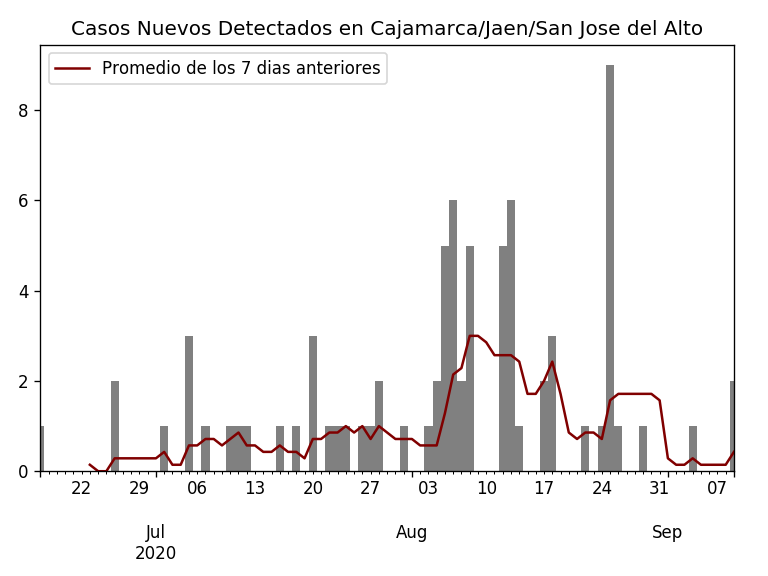 Casos Nuevos Detectados en Cajamarca/Jaen/San Jose del Alto
Promedio de los 7 dias anteriores
8
6
4
2
0
22 29 06 13 20 27 03 10 17 24 31 07
Jul Aug Sep
2020